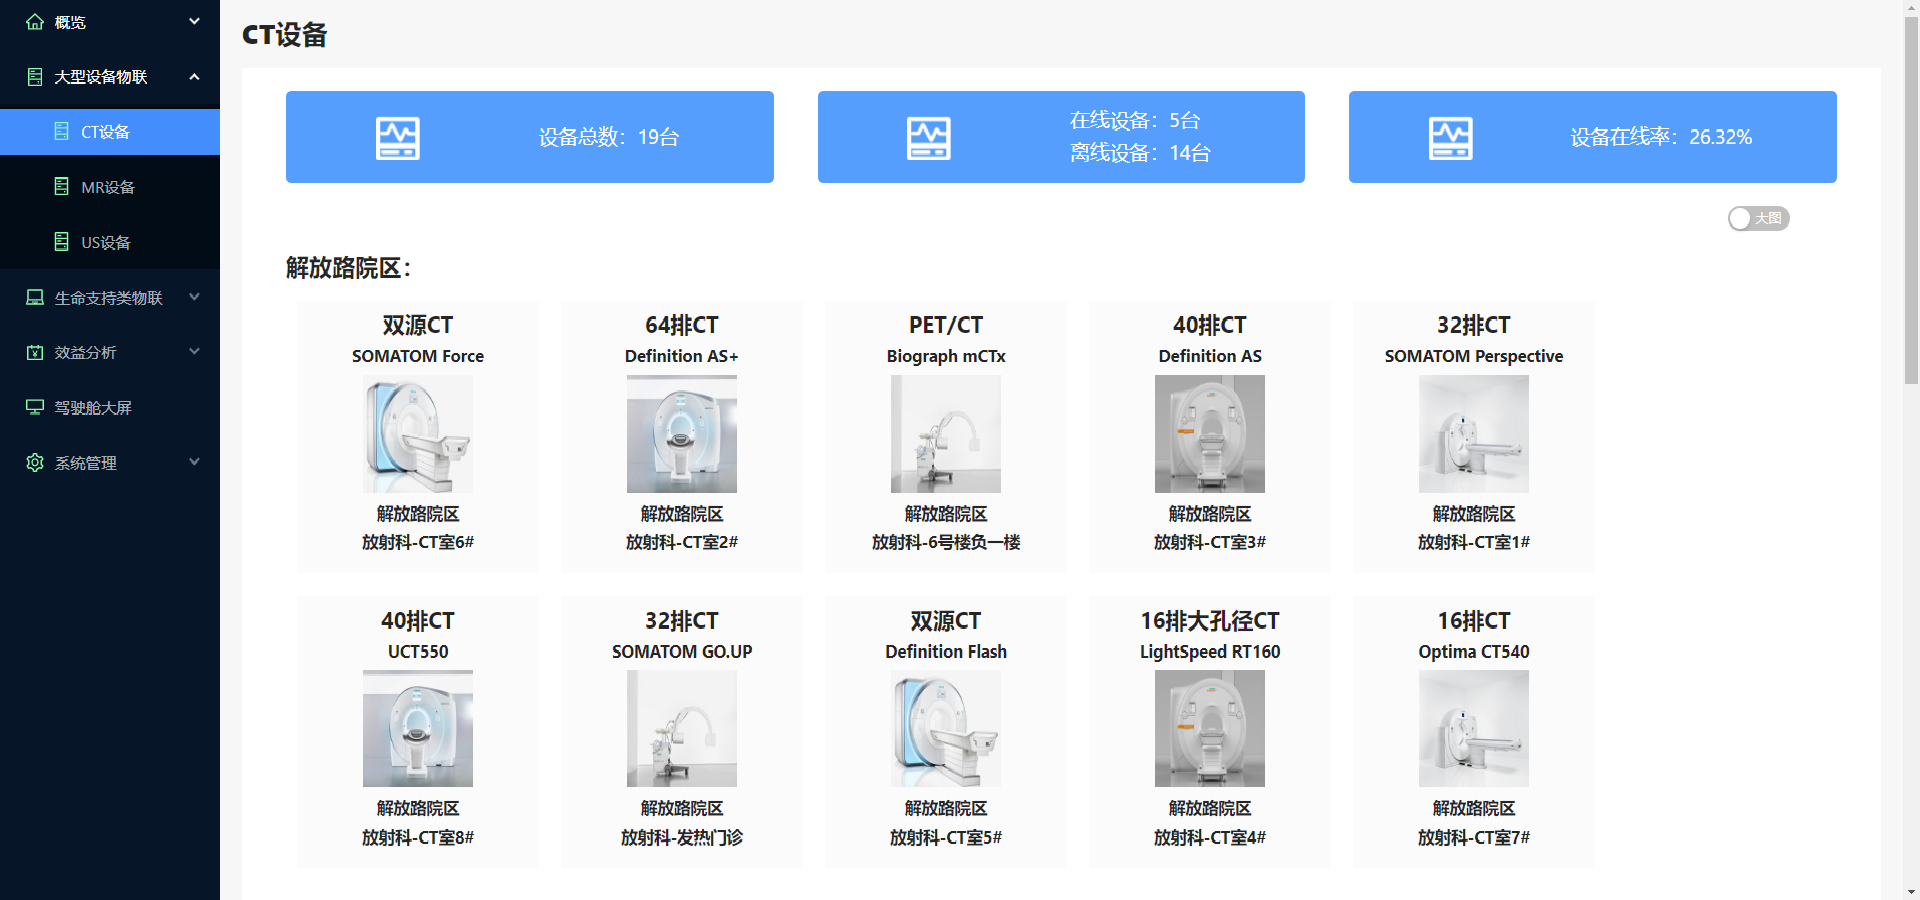 概览
大型设备物联
CT设备
MR设备
US设备
生命支持类物联
效益分析
驾驶舱大屏
系统管理
CT设备
设备总数：19台
在线设备：5台
离线设备：14台
设备在线率：26.32%
大图
解放路院区：
双源CT
SOMATOM Force
解放路院区
放射科-CT室6#
64排CT
Definition AS+
解放路院区
放射科-CT室2#
PET/CT
Biograph mCTx
解放路院区
放射科-6号楼负一楼
40排CT
Definition AS
解放路院区
放射科-CT室3#
32排CT
SOMATOM Perspective
解放路院区
放射科-CT室1#
40排CT
UCT550
解放路院区
放射科-CT室8#
32排CT
SOMATOM GO.UP
解放路院区
放射科-发热门诊
双源CT
Definition Flash
解放路院区
放射科-CT室5#
16排大孔径CT
LightSpeed RT160
解放路院区
放射科-CT室4#
16排CT
Optima CT540
解放路院区
放射科-CT室7#